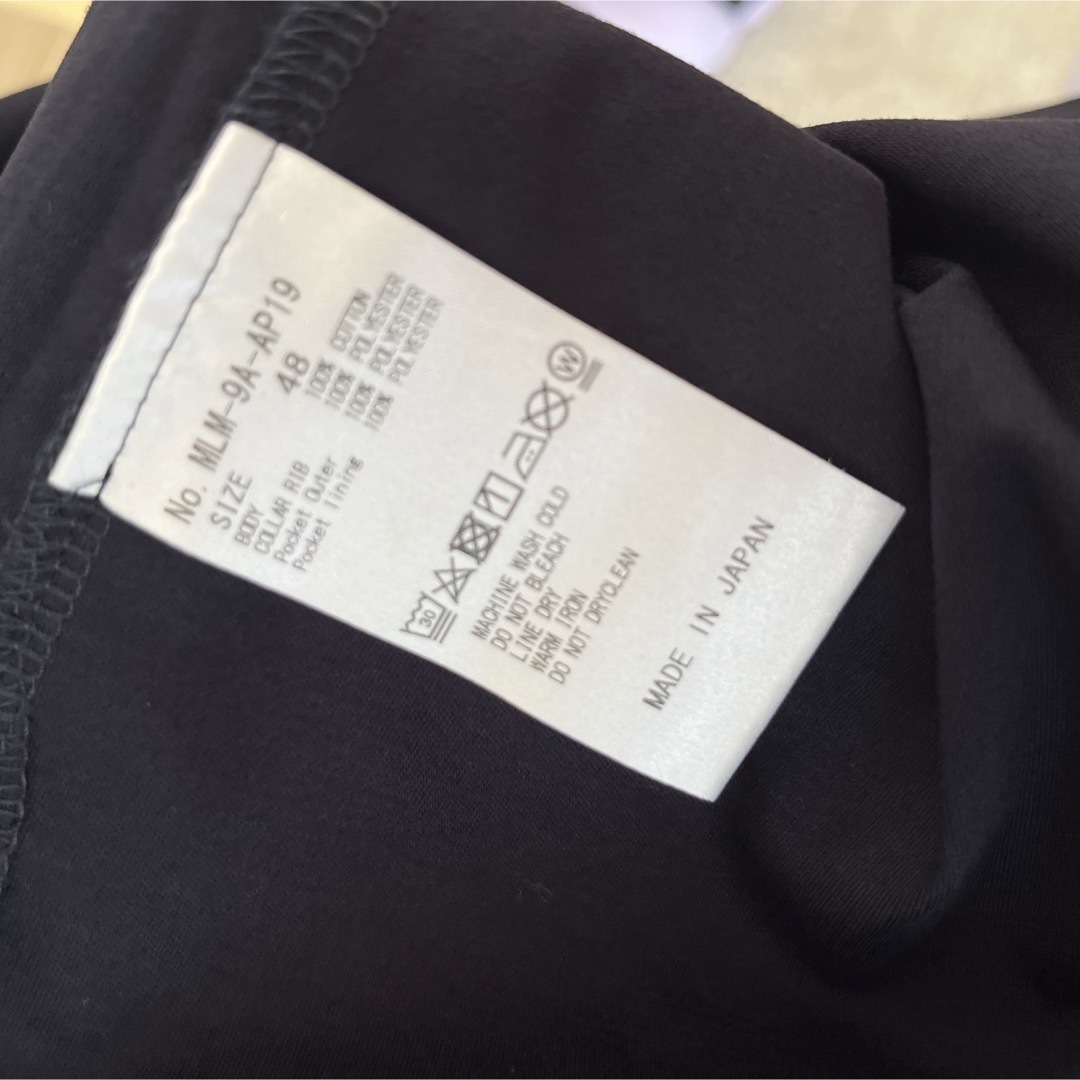 No. MLM-9A-AP19
SIZE 48
BODY 100% COTTON
COLLAR RIB 100% POLYESTER
Pocket Outer 100% POLYESTER
Pocket lining 100% POLYESTER
30 W
MACHINE WASH COLD
DO NOT BLEACH
LINE DRY
WARM IRON
DO NOT DRYCLEAN
MADE IN JAPAN